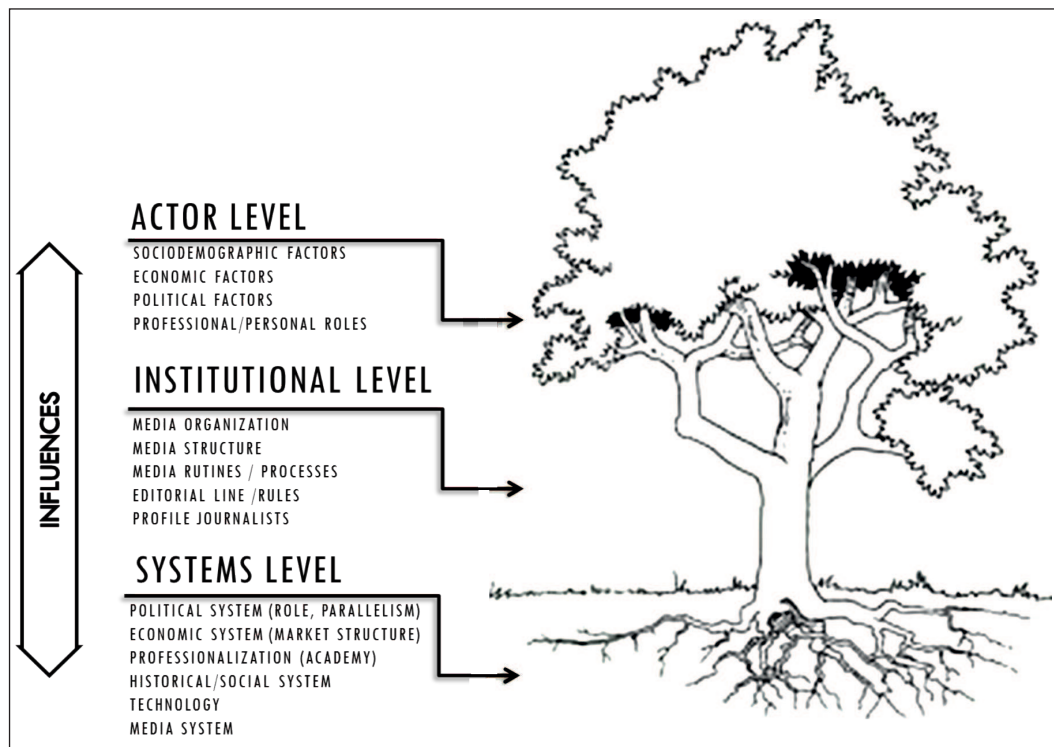 ACTOR LEVEL
SOCIODEMOGRAPHIC FACTORS
ECONOMIC FACTORS
POLITICAL FACTORS
PROFESSIONAL/PERSONAL ROLES
INSTITUTIONAL LEVEL
MEDIA ORGANIZATION
MEDIA STRUCTURE
MEDIA RUTINES / PROCESSES
EDITORIAL LINE /RULES
PROFILE JOURNALISTS
SYSTEMS LEVEL
POLITICAL SYSTEM (ROLE, PARALLELISM)
ECONOMIC SYSTEM (MARKET STRUCTURE)
PROFESSIONALIZATION (ACADEMY)
HISTORICAL/SOCIAL SYSTEM
TECHNOLOGY
MEDIA SYSTEM
INFLUENCES